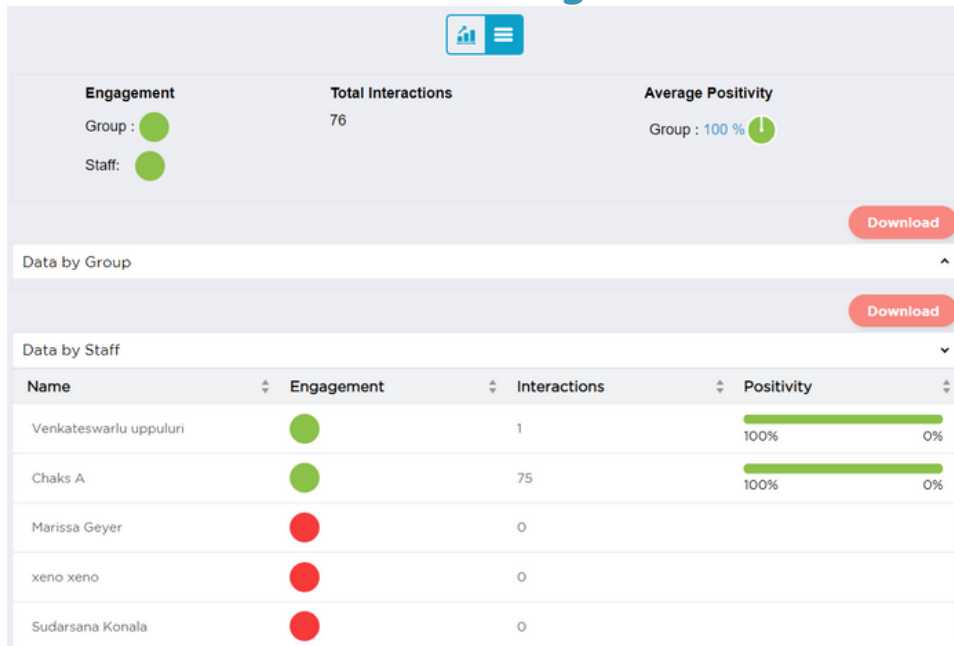 Engagement Total Interactions Average Positivity
Group : 76 Group : 100 %
Staff:
Download
Data by Group
Download
Data by Staff
Name Engagement Interactions Positivity
Venkateswarlu uppuluri 1 100% 0%
Chaks A 75 100% 0%
Marissa Geyer 0
xeno xeno 0
Sudarsana Konala 0